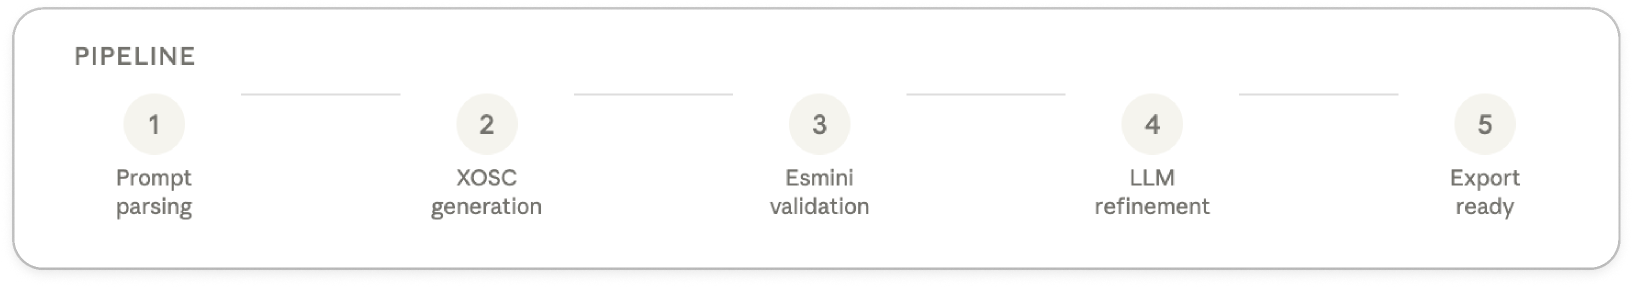 PIPELINE
1
2
3
4
5
Prompt
parsing
XOSC
generation
Esmini
validation
LLM
refinement
Export
ready